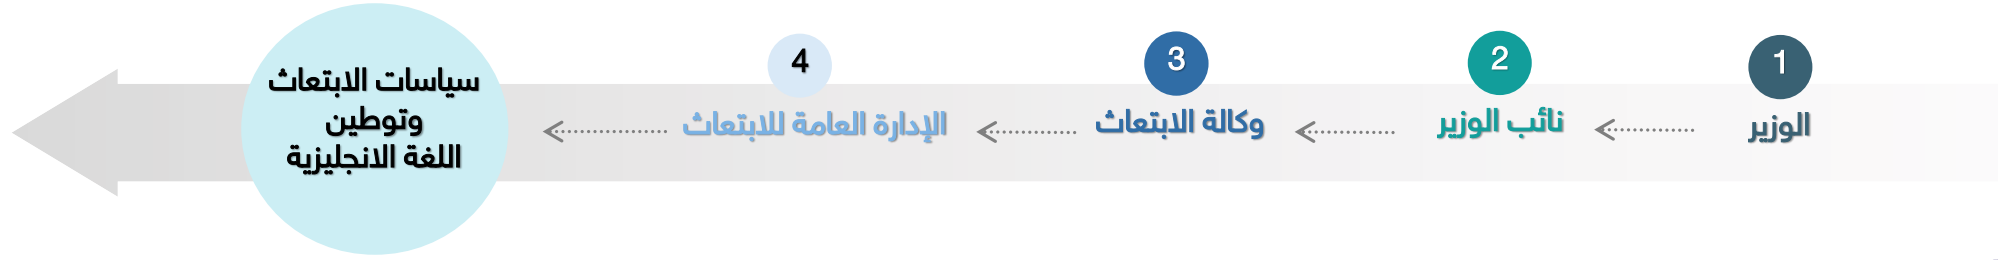 1
الوزير
2
نائب الوزير
3
وكالة الابتعاث
4
الإدارة العامة للابتعاث
سياسات الابتعاث
وتوطين
اللغة الانجليزية